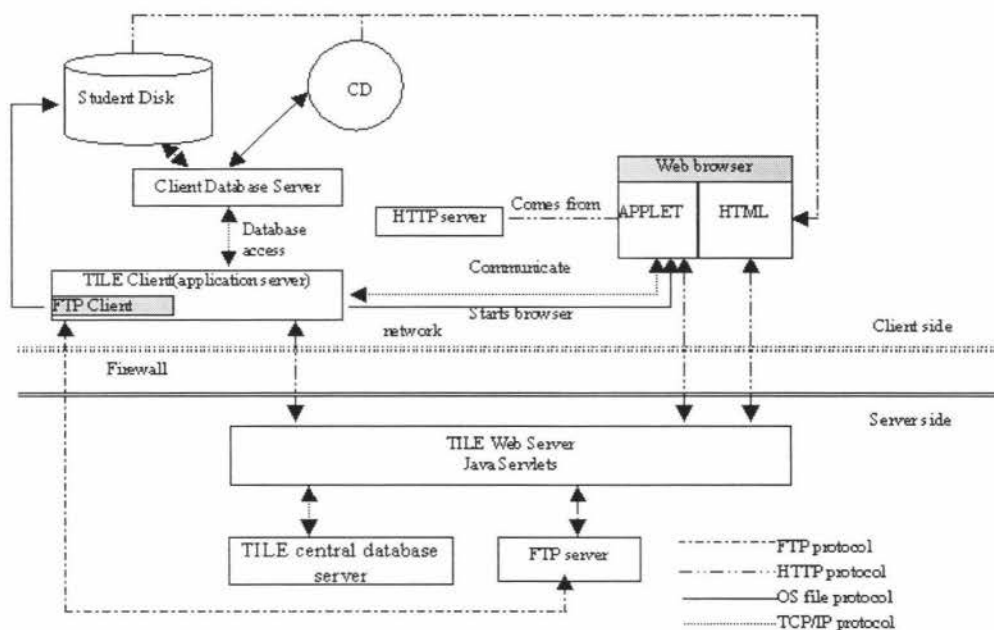 Student Disk
CD
Client Database Server
Web browser
APPLET
HTML
HTTP server
Comes from
Database
access
TILE Client(application server)
FTP Client
Communicate
Starts browser
network
Client side
Firewall
Server side
TILE Web Server
Java Servlets
TILE central database
server
FTP server
FTP protocol
HTTP protocol
OS file protocol
TCP/IP protocol